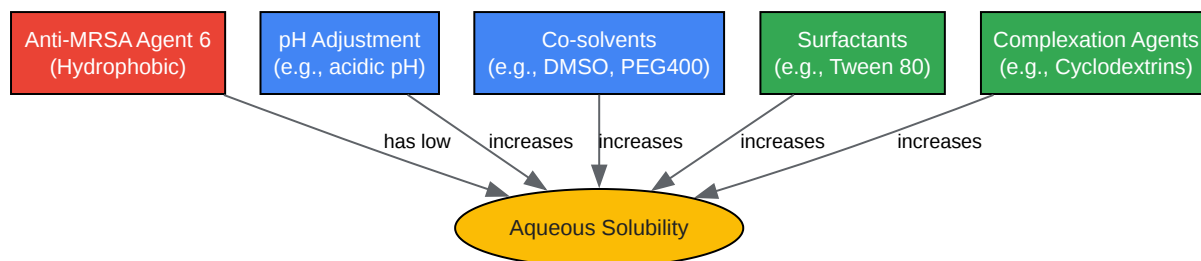 Anti-MRSA Agent 6
(Hydrophobic)
pH Adjustment
(e.g., acidic pH)
Co-solvents
(e.g., DMSO, PEG400)
Surfactants
(e.g., Tween 80)
Complexation Agents
(e.g., Cyclodextrins)
has low
increases
increases
increases
increases
Aqueous Solubility